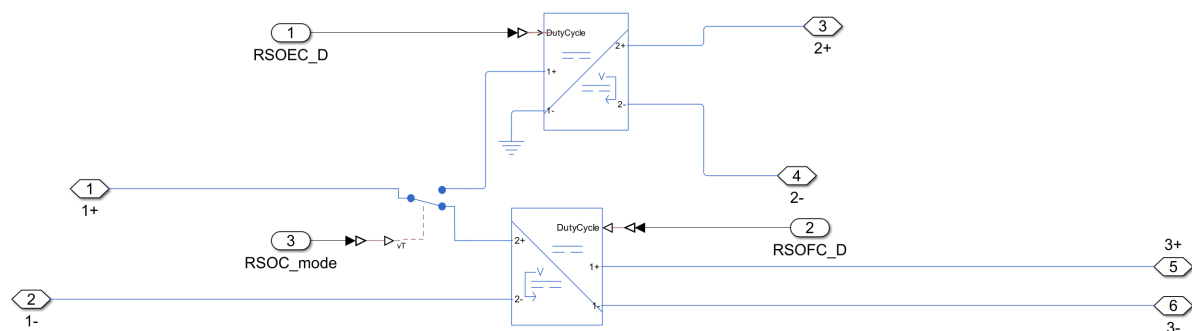 1
RSOEC_D
DutyCycle
1+
1-
2+
2-
V
3
2+
4
2-
1
1+
3
RSOC_mode
vT
DutyCycle
2+
2-
1+
1-
V
2
RSOFC_D
3+
5
6
3-
2
1-